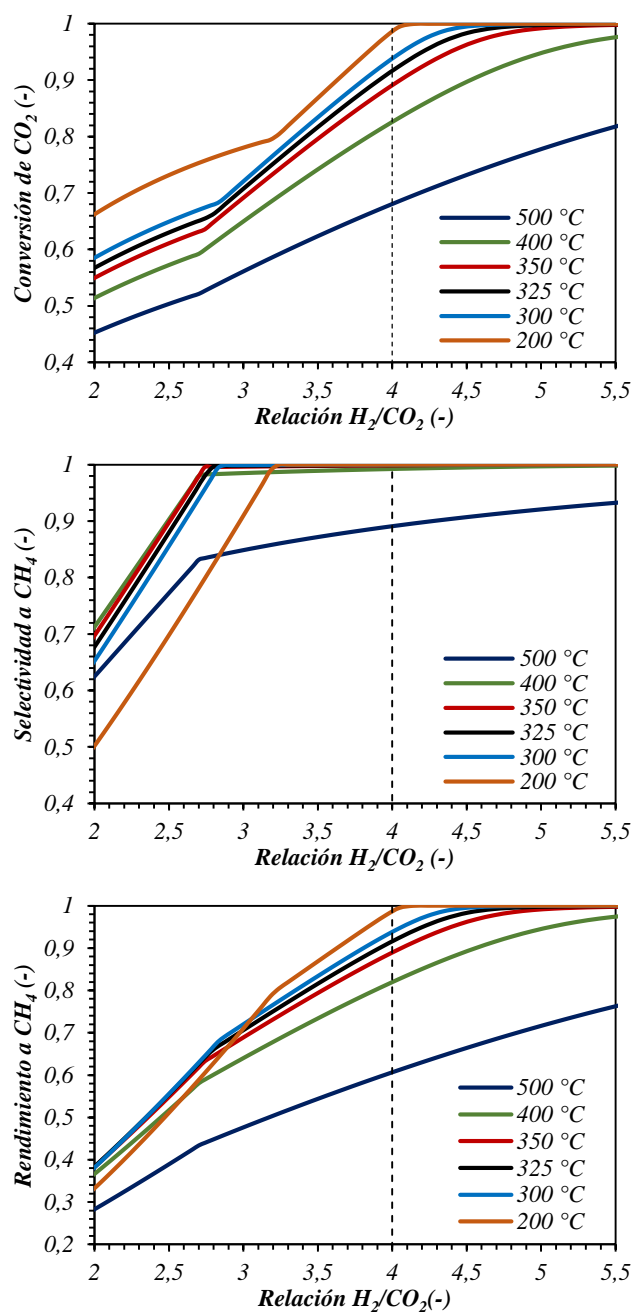 1
0,9
0,8
0,7
0,6
0,5
0,4
Conversión de CO2 (-)
500 °C
400 °C
350 °C
325 °C
300 °C
200 °C
2 2,5 3 3,5 4 4,5 5 5,5
Relación H2/CO2 (-)
1
0,9
0,8
0,7
0,6
0,5
0,4
Selectividad a CH4 (-)
500 °C
400 °C
350 °C
325 °C
300 °C
200 °C
2 2,5 3 3,5 4 4,5 5 5,5
Relación H2/CO2 (-)
1
0,9
0,8
0,7
0,6
0,5
0,4
0,3
0,2
Rendimiento a CH4 (-)
500 °C
400 °C
350 °C
325 °C
300 °C
200 °C
2 2,5 3 3,5 4 4,5 5 5,5
Relación H2/CO2(-)